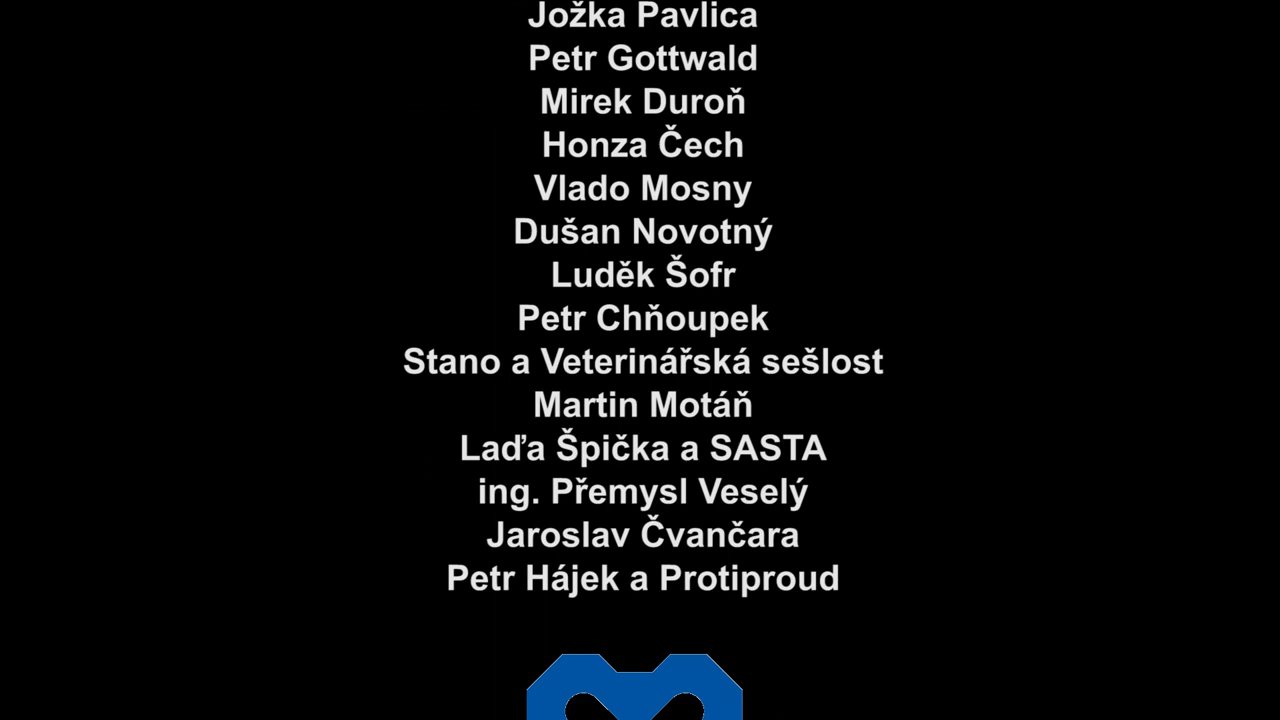 Jožka Pavlica
Petr Gottwald
Mirek Duroň
Honza Čech
Vlado Mosny
Dušan Novotný
Luděk Šofr
Petr Chňoupek
Stano a Veterinářská sešlost
Martin Motáň
Laďa Špička a SASTA
ing. Přemysl Veselý
Jaroslav Čvančara
Petr Hájek a Protiproud